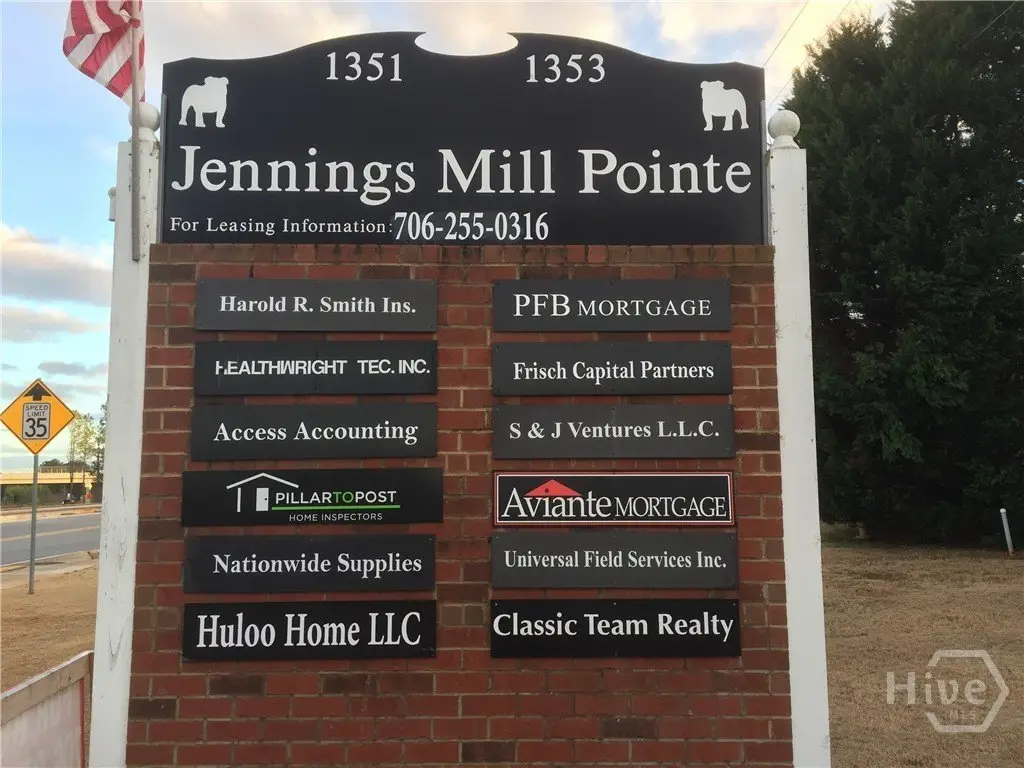 1351 1353
Jennings Mill Pointe
For Leasing Information: 706-255-0316
Harold R. Smith Ins.
PFB MORTGAGE
HEALTHWRIGHT TEC. INC.
Frisch Capital Partners
Access Accounting
S & J Ventures L.L.C.
PILLARTOPOST
HOME INSPECTORS
Aviante MORTGAGE
Nationwide Supplies
Universal Field Services Inc.
Huloo Home LLC
Classic Team Realty
SPEED
LIMIT
35
Hive
MLS